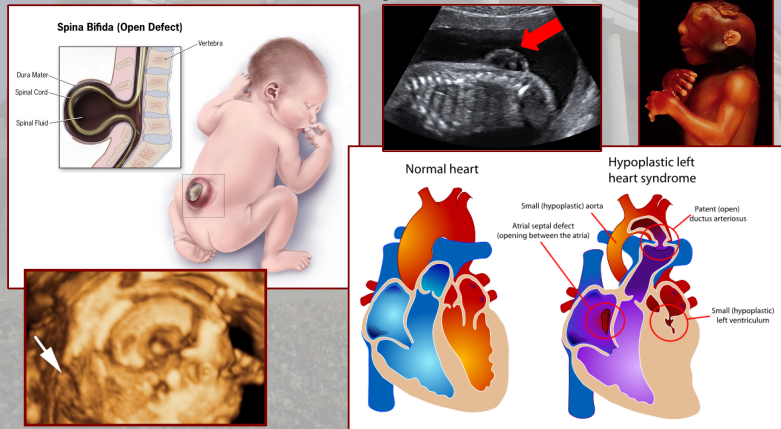 Spina Bifida (Open Defect)
Vertebra
Dura Mater
Spinal Cord
Spinal Fluid
Normal heart
Hypoplastic left
heart syndrome
Small (hypoplastic) aorta
Patent (open)
ductus arteriosus
Atrial septal defect
(opening between the atria)
Small (hypoplastic)
left ventriculum